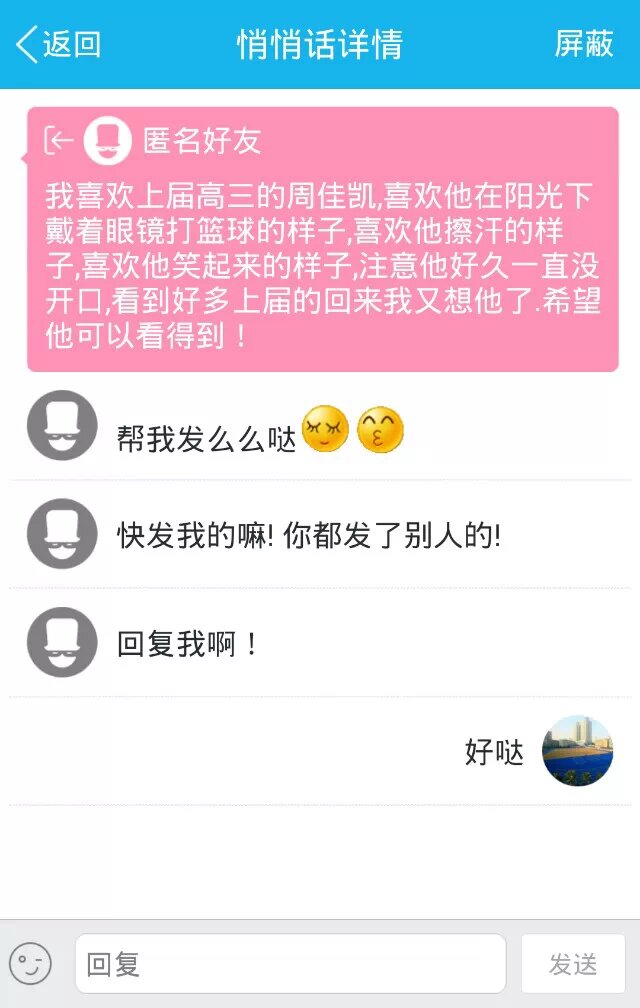 返回
悄悄话详情
屏蔽
匿名好友
我喜欢上届高三的周佳凯,喜欢他在阳光下
戴着眼镜打篮球的样子,喜欢他擦汗的样
子,喜欢他笑起来的样子,注意他好久一直没
开口,看到好多上届的回来我又想他了.希望
他可以看得到！
帮我发么么哒
快发我的嘛! 你都发了别人的!
回复我啊！
好哒
回复
发送